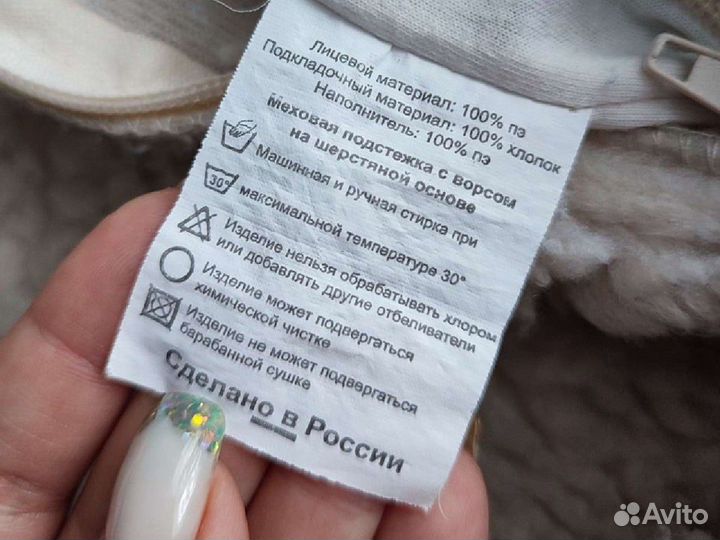 Лицевой материал: 100% пэ
Подкладочный материал: 100% хлопок
Наполнитель: 100% пэ
Меховая подстежка с ворсом
на шерстяной основе
Машинная и ручная стирка при
30°
максимальной температуре 30°
Изделие нельзя обрабатывать хлором
или добавлять другие отбеливатели
Изделие может подвергаться
химической чистке
Изделие не может подвергаться
барабанной сушке
Сделано в России
Avito